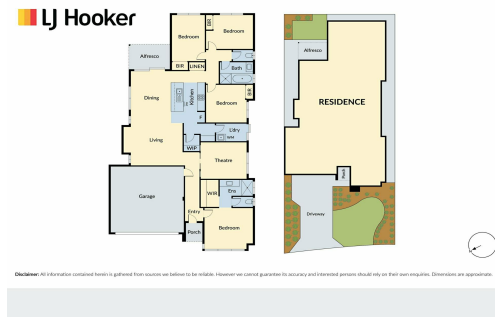 LJ Hooker
BIR
Bedroom
Bedroom
Alfresco
Bath
BIR
LINEN
Dining
Kitchen
Bedroom
BIR
F
Living
L'dry
WM
WIP
Theatre
Garage
WIR
Ens
Entry
Bedroom
Porch
Alfresco
RESIDENCE
Porch
Driveway
Disclaimer: All information contained herein is gathered from sources we believe to be reliable. However we cannot guarantee its accuracy and interested persons should rely on their own enquiries. Dimensions are approximate